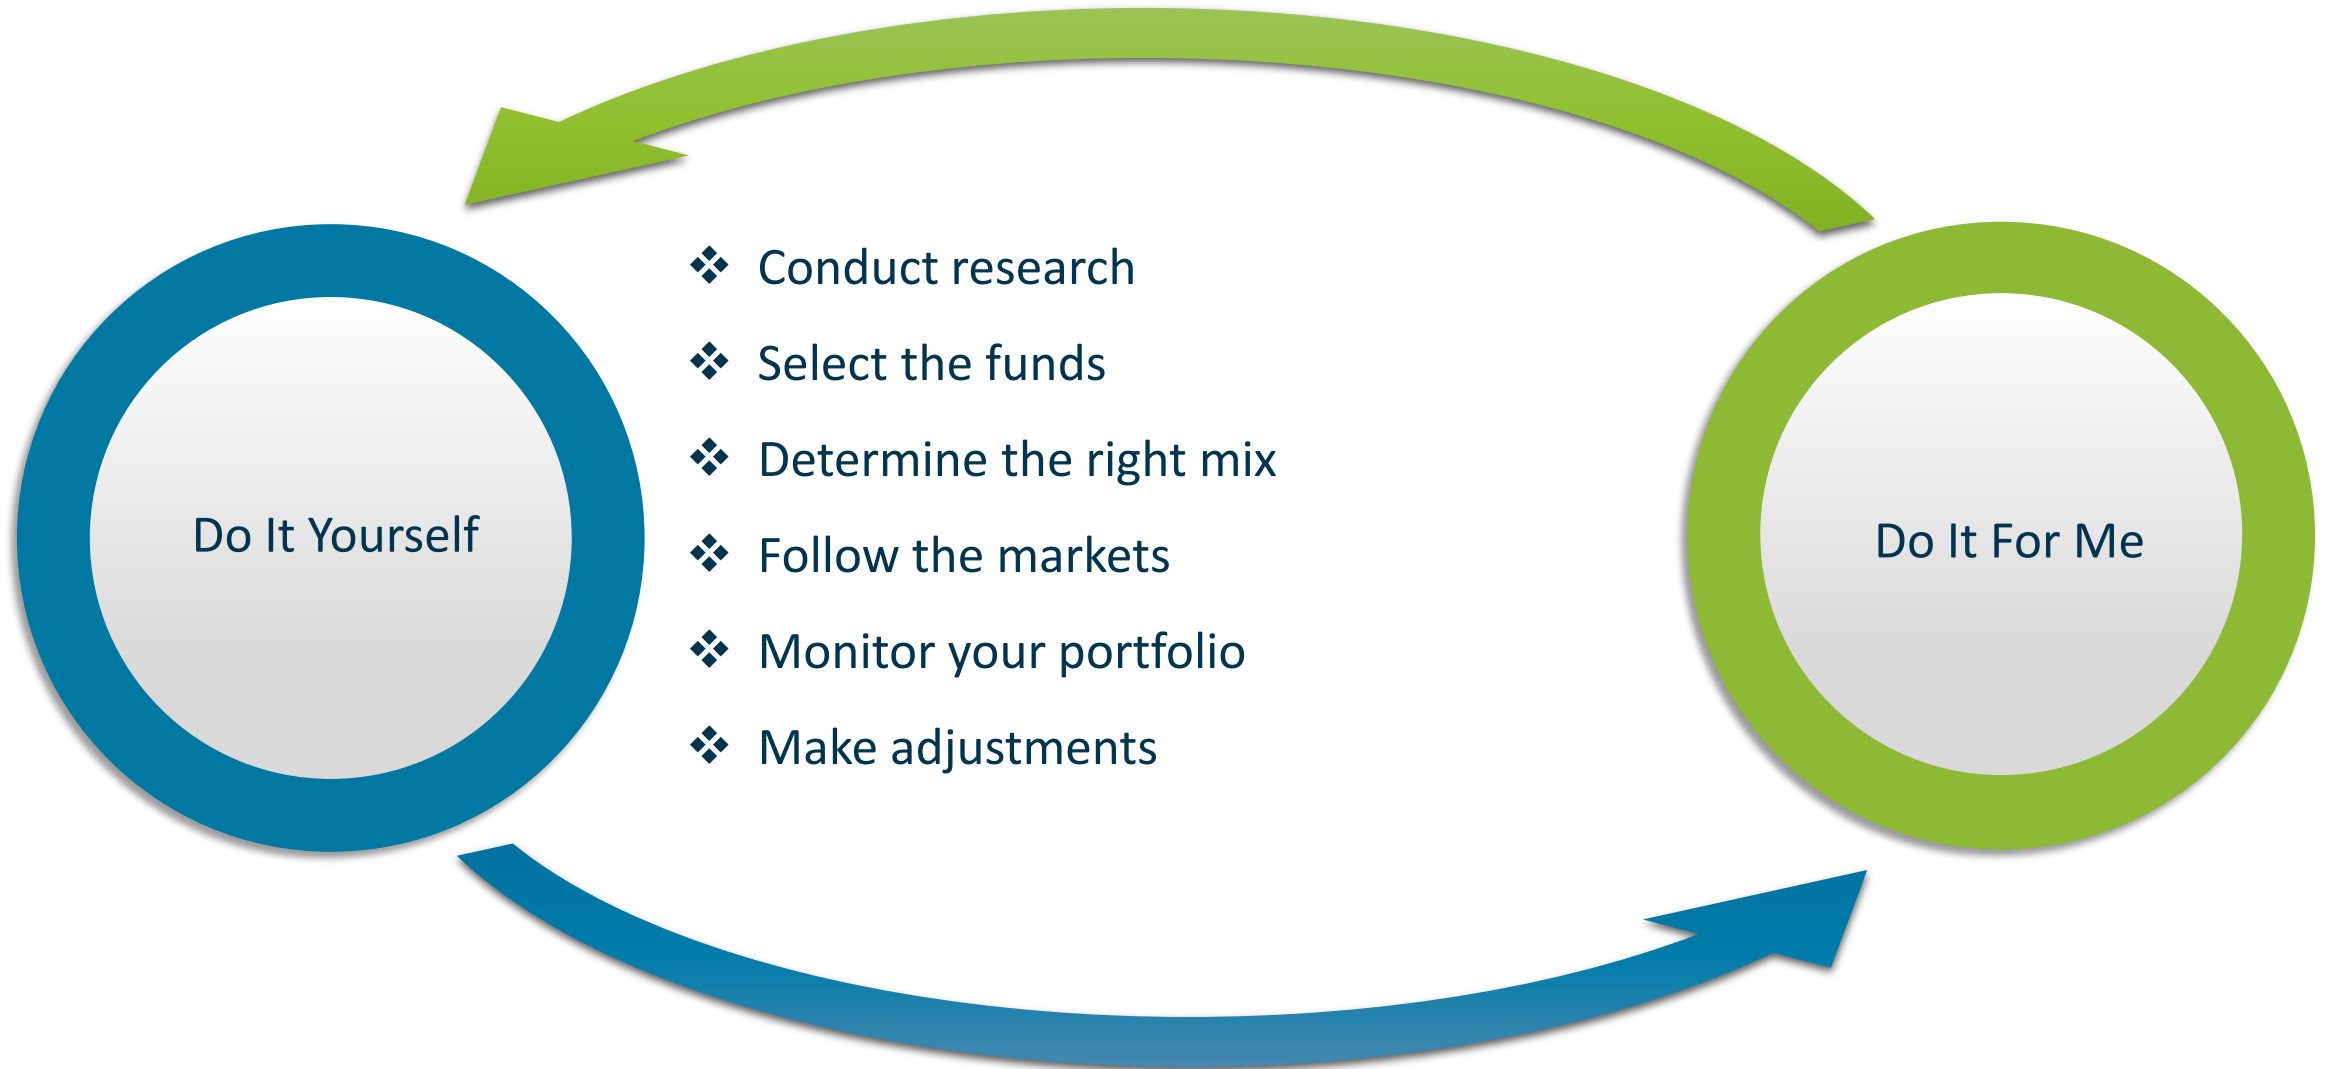 Do It Yourself
❖ Conduct research
❖ Select the funds
❖ Determine the right mix
❖ Follow the markets
❖ Monitor your portfolio
❖ Make adjustments
Do It For Me